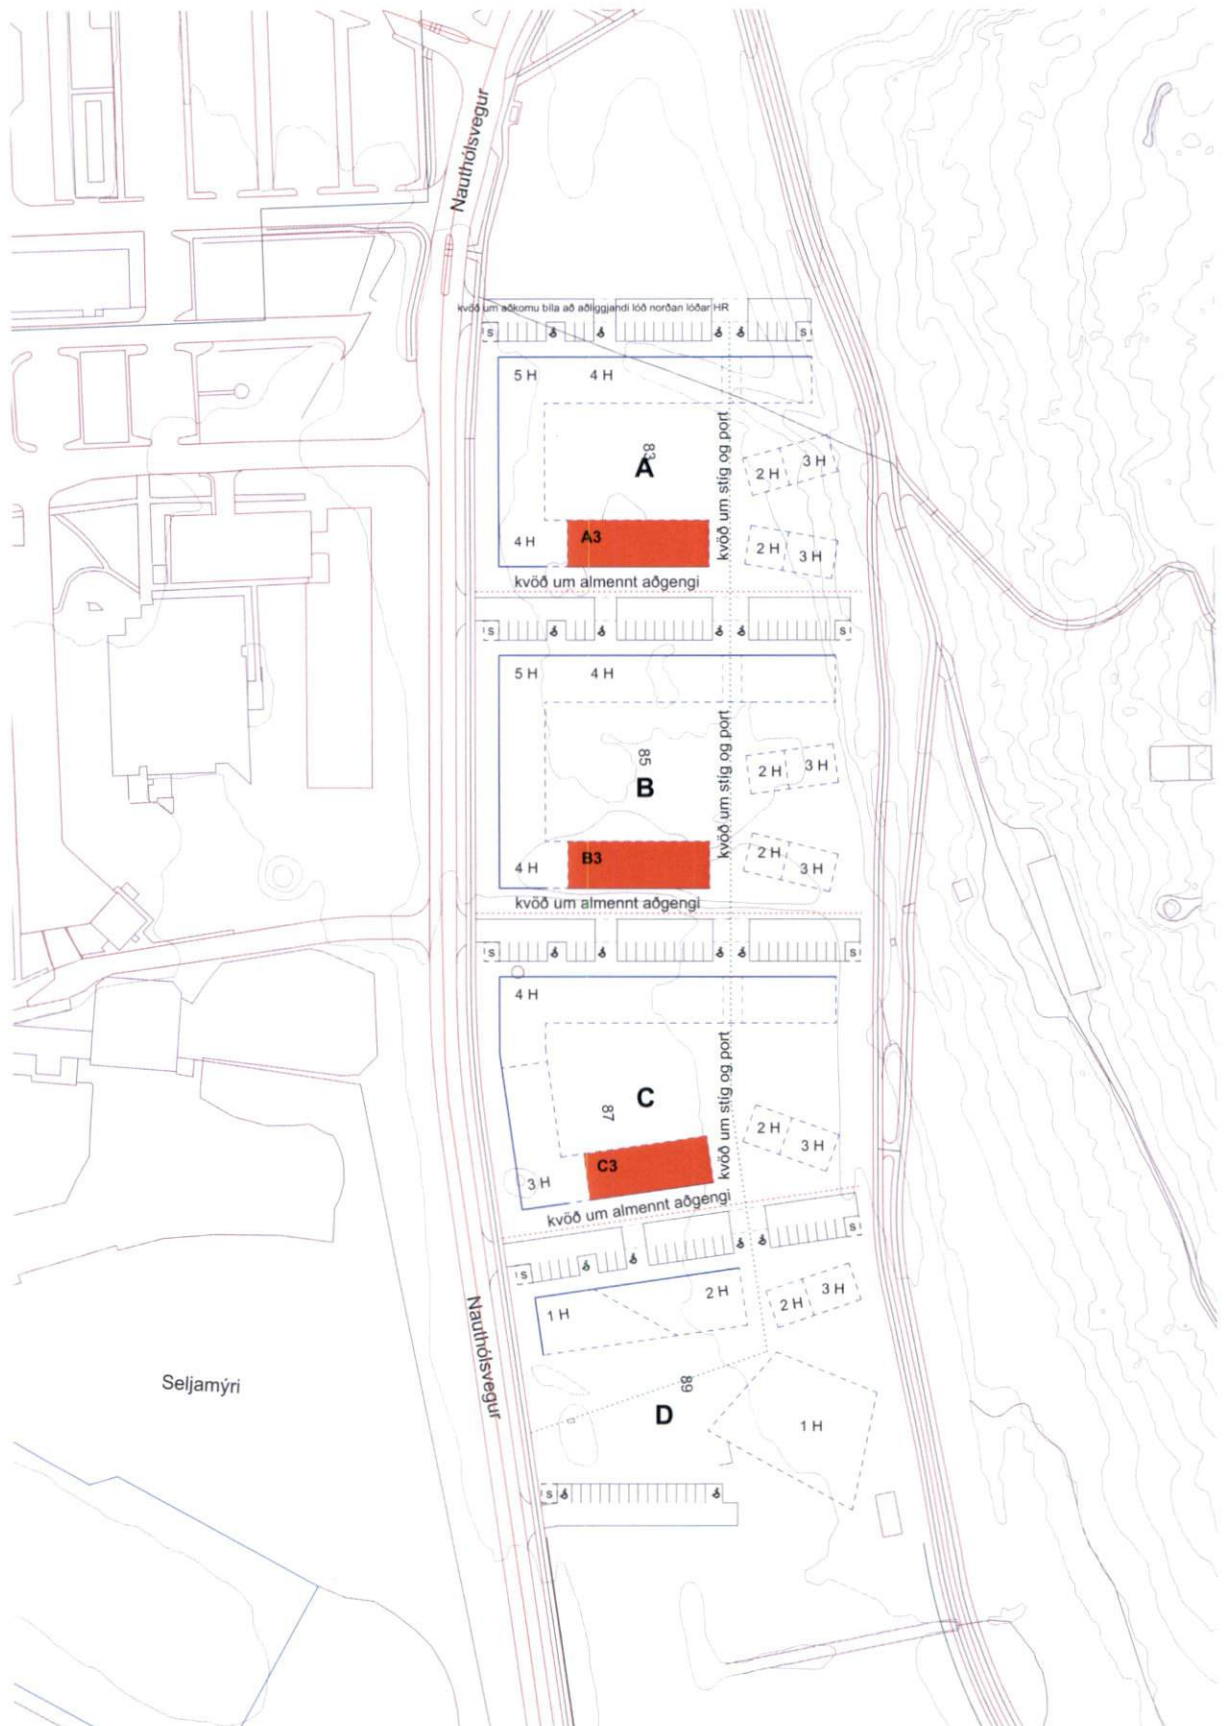 Nauthólsvegur
kvöð um aðkomu bíla að aðliggjandi lóð norðan lóðar HR
S
S
5 H
4 H
83
A
kvöð um stíg og port
2 H
3 H
4 H
A3
2 H
3 H
kvöð um almennt aðgengi
S
S
5 H
4 H
85
B
kvöð um stíg og port
2 H
3 H
4 H
B3
2 H
3 H
kvöð um almennt aðgengi
S
S
4 H
87
C
kvöð um stíg og port
2 H
3 H
3 H
C3
kvöð um almennt aðgengi
S
S
1 H
2 H
2 H
3 H
Nauthólsvegur
Seljamýri
89
D
1 H
S